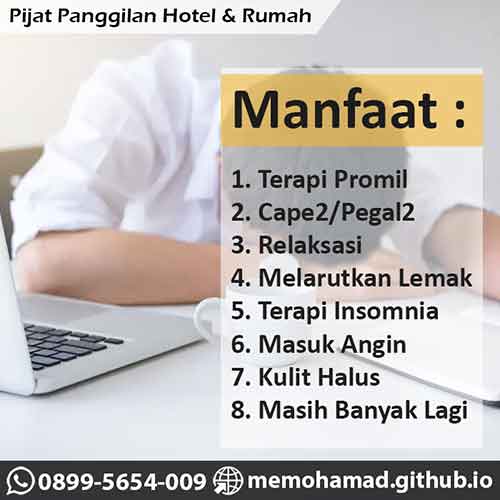 Pijat Panggilan Hotel & Rumah
Manfaat :
1. Terapi Promil
2. Cape2/Pegal2
3. Relaksasi
4. Melarutkan Lemak
5. Terapi Insomnia
6. Masuk Angin
7. Kulit Halus
8. Masih Banyak Lagi
0899-5654-009 memohamad.github.io